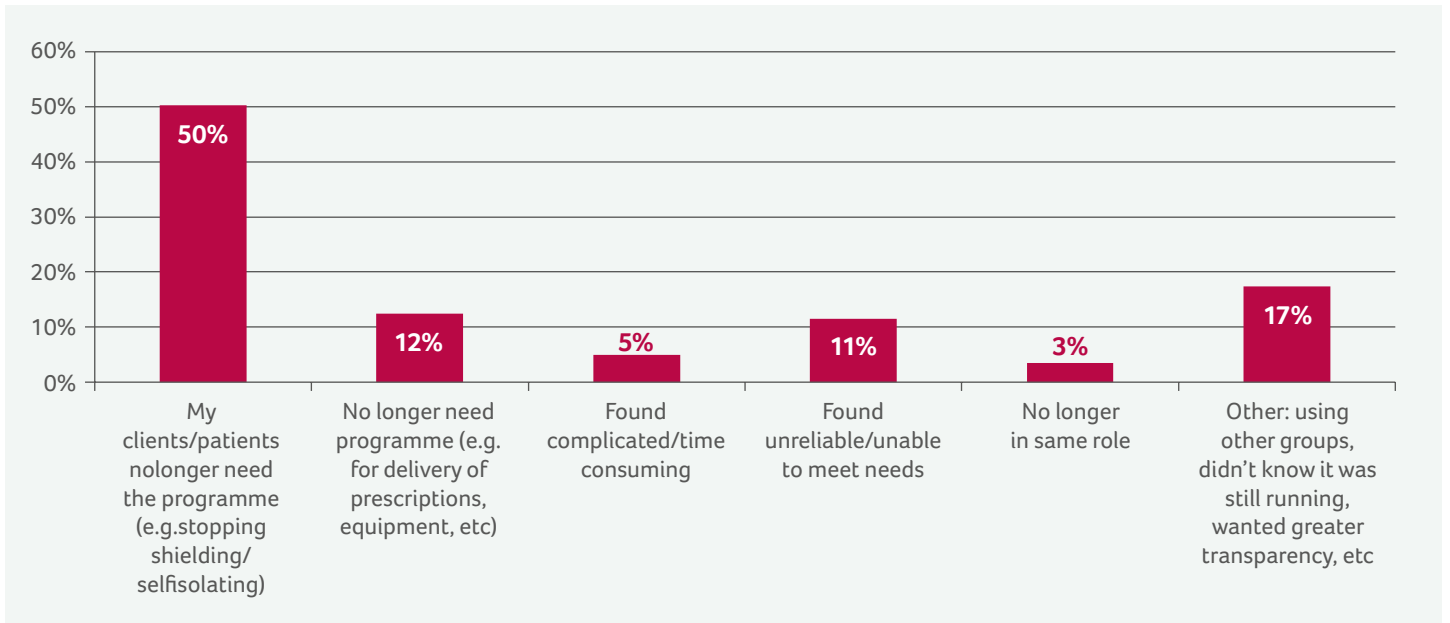 60%
50%
40%
30%
20%
10%
0%
50%
12%
5%
11%
3%
17%
My
clients/patients
nolonger need
the programme
(e.g.stopping
shielding/
selfisolating)
No longer need
programme (e.g.
for delivery of
prescriptions,
equipment, etc)
Found
complicated/time
consuming
Found
unreliable/unable
to meet needs
No longer
in same role
Other: using
other groups,
didn't know it was
still running,
wanted greater
transparency, etc